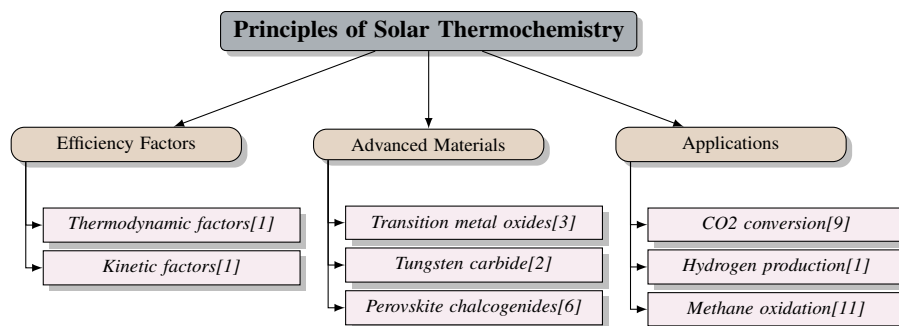 Principles of Solar Thermochemistry
Efficiency Factors
Thermodynamic factors[1]
Kinetic factors[1]
Advanced Materials
Transition metal oxides[3]
Tungsten carbide[2]
Perovskite chalcogenides[6]
Applications
CO2 conversion[9]
Hydrogen production[1]
Methane oxidation[11]